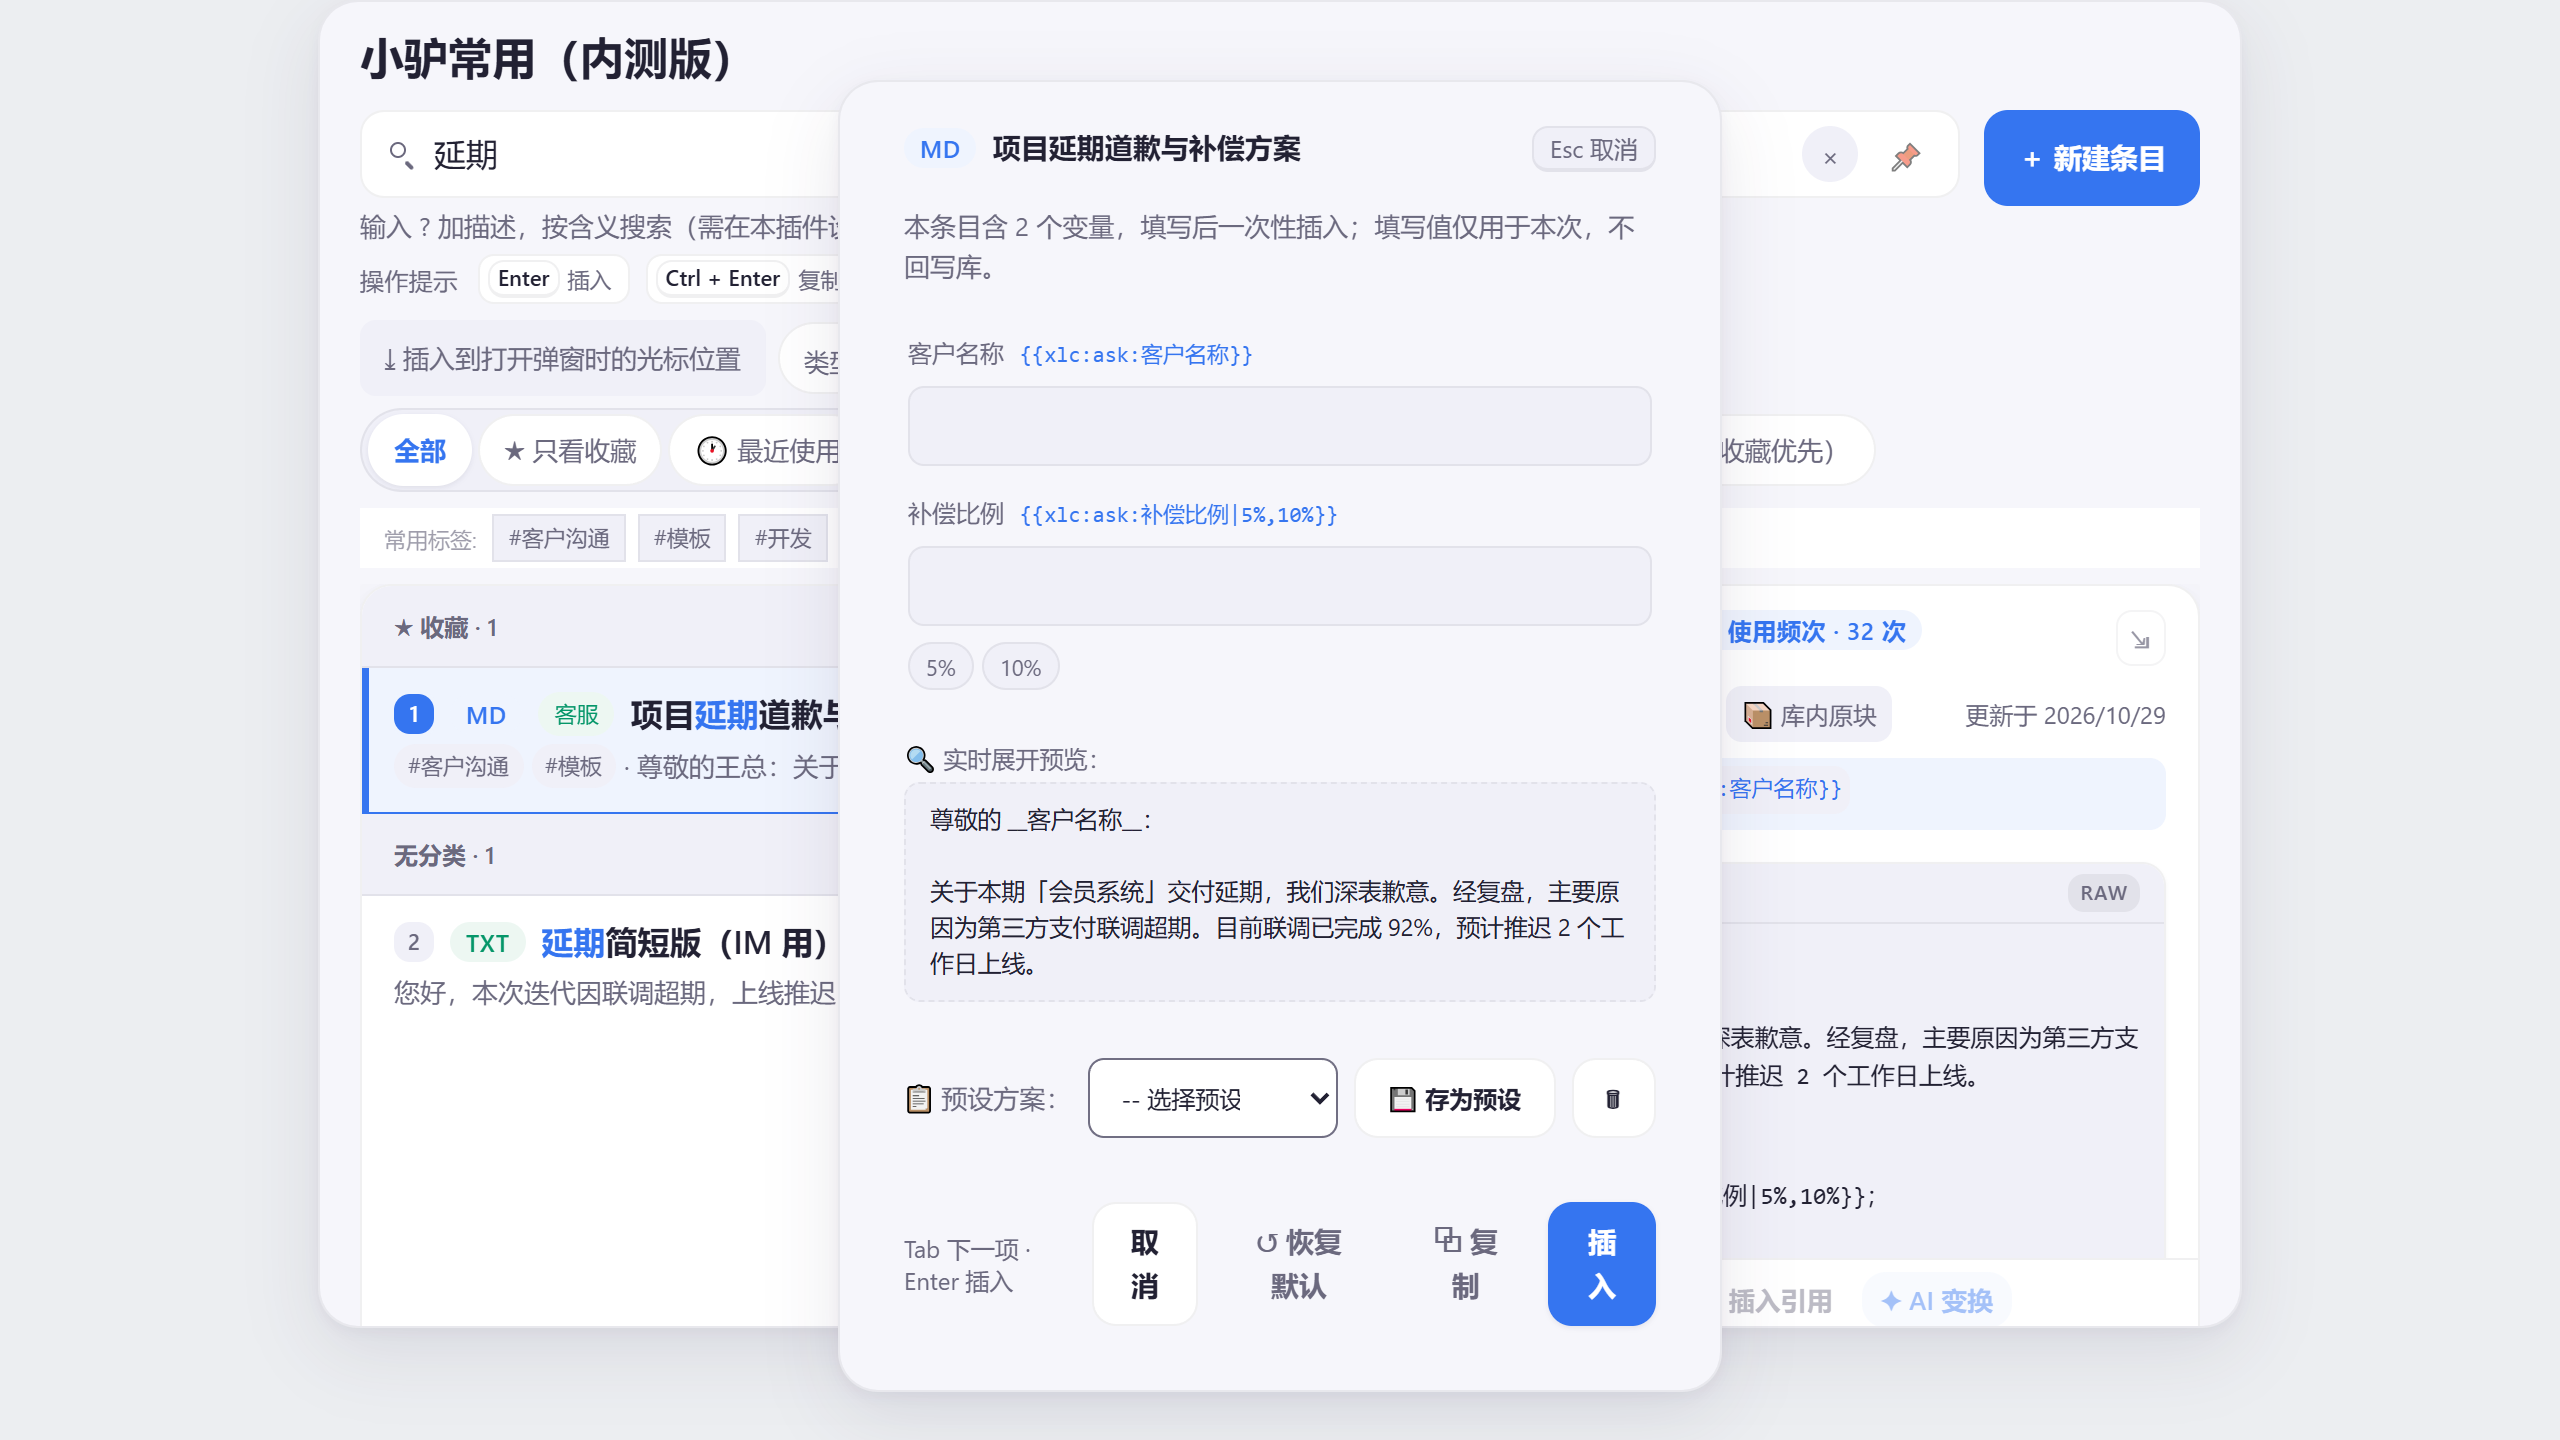 小驴常用（内测版）
延期
×
+ 新建条目
输入 ? 加描述，按含义搜索（需在本插件
操作提示 Enter 插入 Ctrl + Enter 复制
插入到打开弹窗时的光标位置
全部 ★ 只看收藏 最近使用
收藏优先）
常用标签: #客户沟通 #模板 #开发
★ 收藏 · 1
1 MD 客服 项目延期道歉
#客户沟通 #模板 · 尊敬的王总：关于
无分类 · 1
2 TXT 延期简短版（IM 用）
您好，本次迭代因联调超期，上线推迟
MD 项目延期道歉与补偿方案 Esc 取消
本条目含 2 个变量，填写后一次性插入；填写值仅用于本次，不
回写库。
客户名称 {{xlc:ask:客户名称}}
补偿比例 {{xlc:ask:补偿比例|5%,10%}}
5% 10%
🔍 实时展开预览：
尊敬的 __客户名称__：
关于本期「会员系统」交付延期，我们深表歉意。经复盘，主要原
因为第三方支付联调超期。目前联调已完成 92%，预计推迟 2 个工
作日上线。
📋 预设方案： -- 选择预设 💾 存为预设
Tab 下一项 ·
Enter 插入
取
消
↺ 恢复
默认
复
制
插
入
使用频次 · 32 次
库内原块 更新于 2026/10/29
:客户名称}}
RAW
表歉意。经复盘，主要原因为第三方支
推迟 2 个工作日上线。
例|5%,10%}};
插入引用 ✦ AI 变换